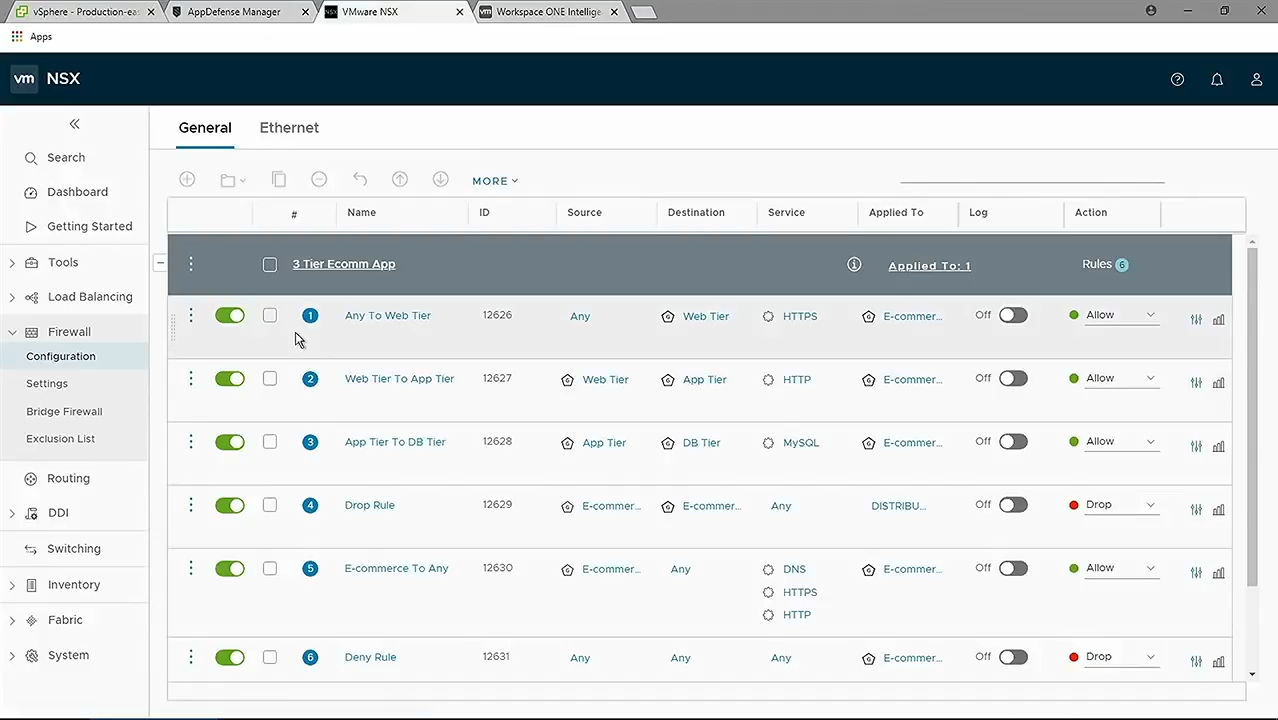 vSphere - Production-ea
AppDefense Manager
VMware NSX
Workspace ONE Intellige
Apps
vm NSX
Search
Dashboard
Getting Started
Tools
Load Balancing
Firewall
Configuration
Settings
Bridge Firewall
Exclusion List
Routing
DDI
Switching
Inventory
Fabric
System
General Ethernet
MORE
# Name ID Source Destination Service Applied To Log Action
3 Tier Ecomm App Applied To: 1 Rules 6
1 Any To Web Tier 12626 Any Web Tier HTTPS E-commer... Off Allow
2 Web Tier To App Tier 12627 Web Tier App Tier HTTP E-commer... Off Allow
3 App Tier To DB Tier 12628 App Tier DB Tier MySQL E-commer... Off Allow
4 Drop Rule 12629 E-commer... E-commer... Any DISTRIBU... Off Drop
5 E-commerce To Any 12630 E-commer... Any DNS E-commer... Off Allow
HTTPS
HTTP
6 Deny Rule 12631 Any Any Any E-commer... Off Drop